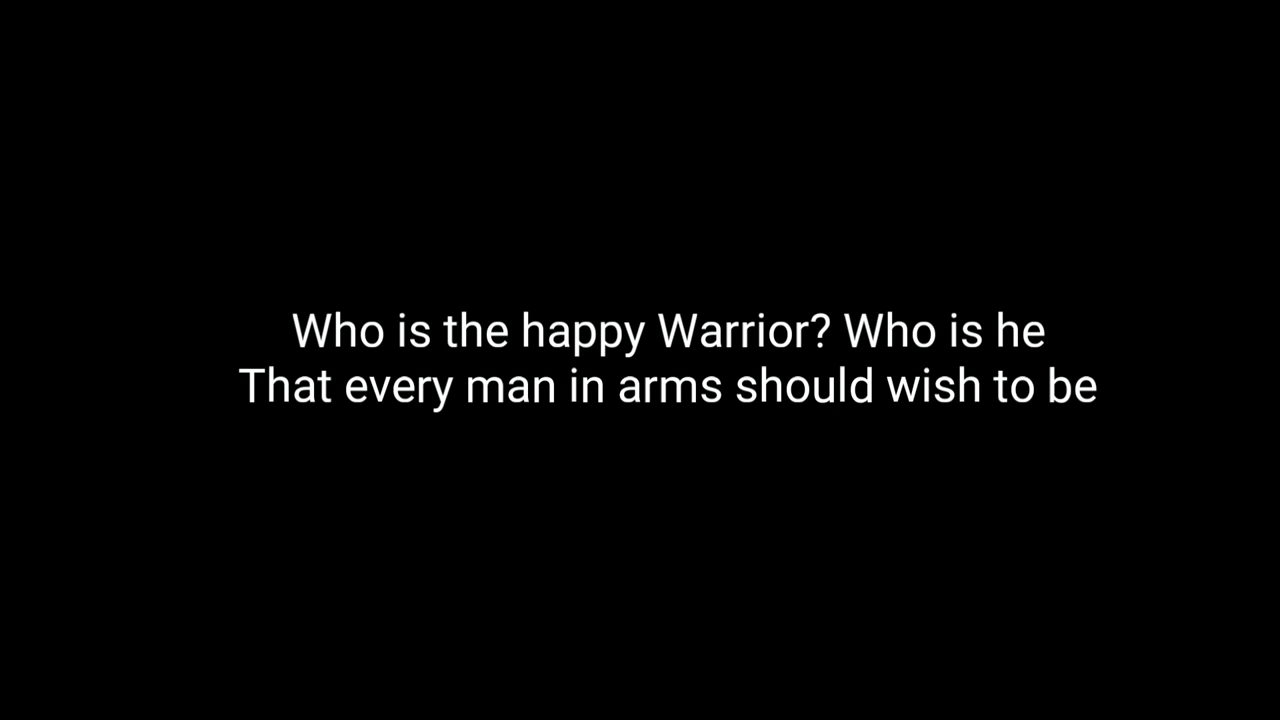 Who is the happy Warrior? Who is he
That every man in arms should wish to be